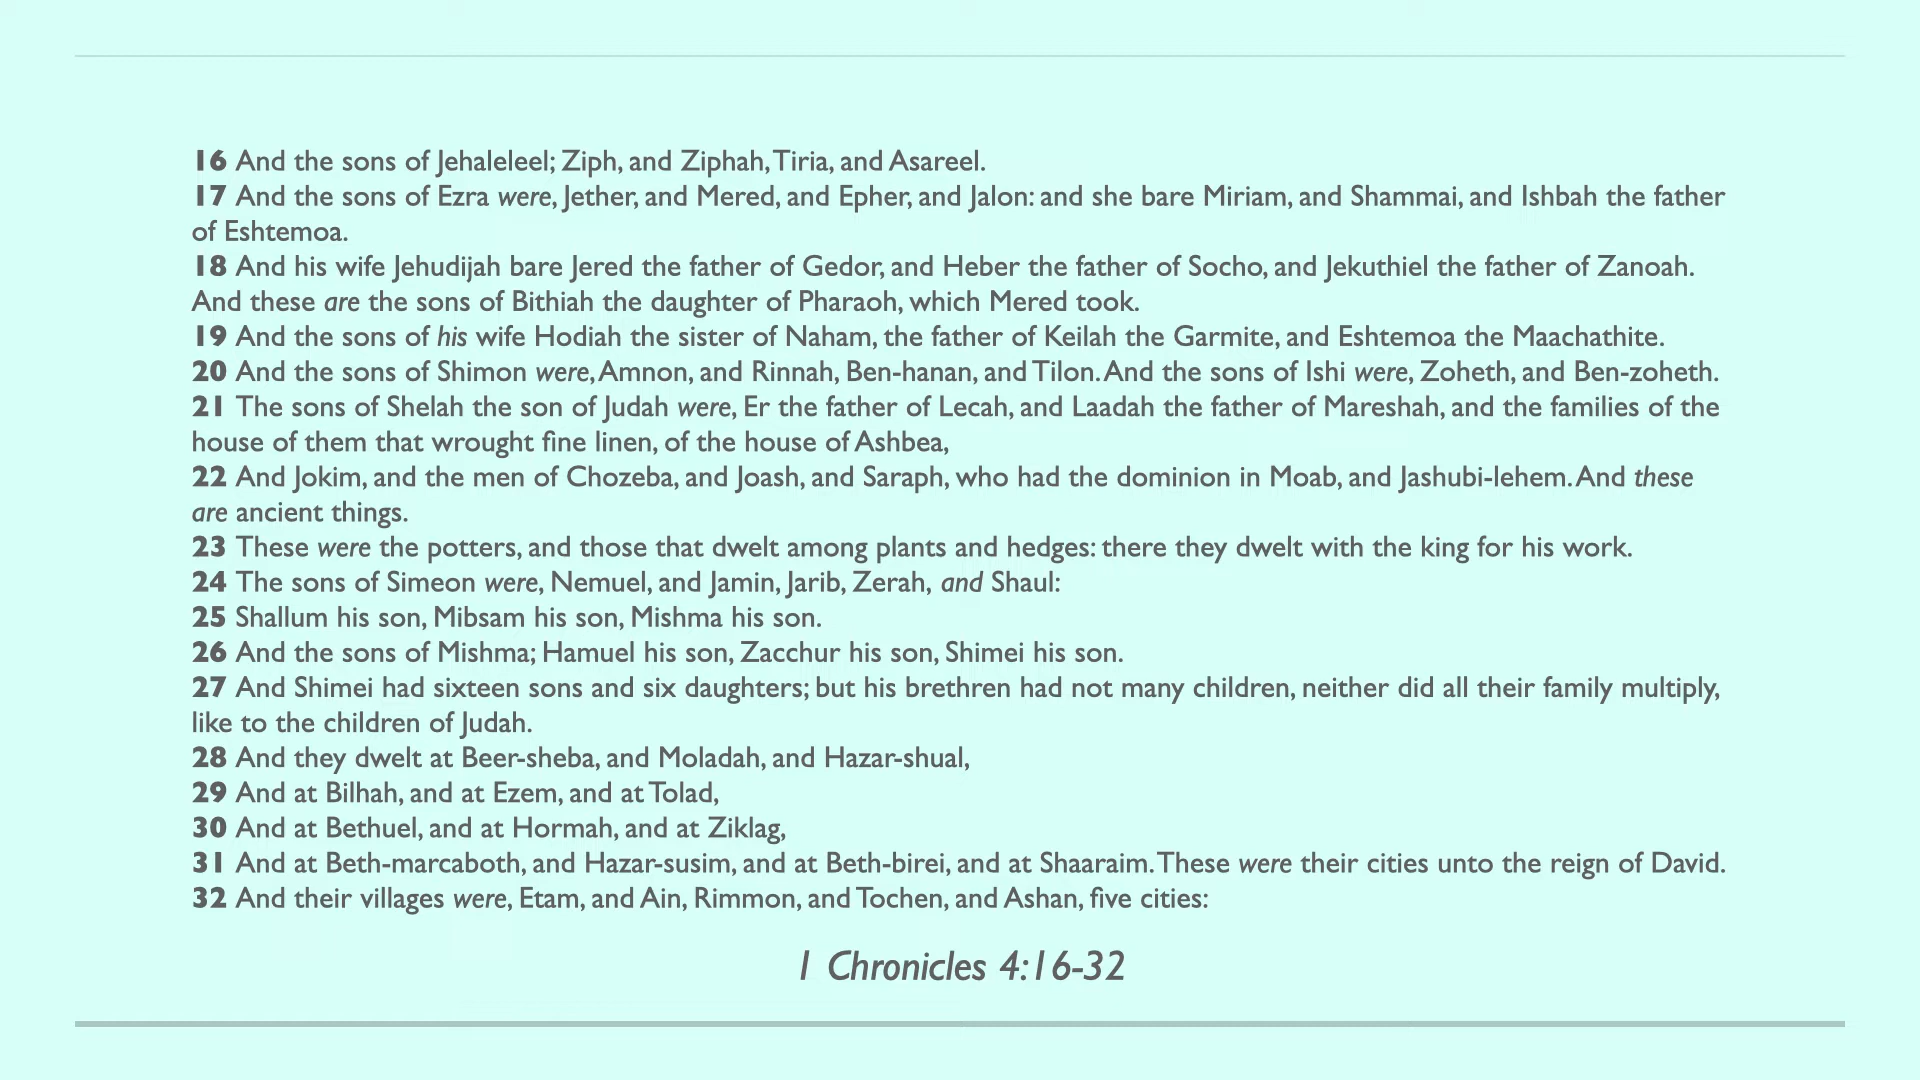 16 And the sons of Jehaleleel; Ziph, and Ziphah, Tiria, and Asareel.
17 And the sons of Ezra were, Jether, and Mered, and Epher, and Jalon: and she bare Miriam, and Shammai, and Ishbah the father
of Eshtemoa.
18 And his wife Jehudijah bare Jered the father of Gedor, and Heber the father of Socho, and Jekuthiel the father of Zanoah.
And these are the sons of Bithiah the daughter of Pharaoh, which Mered took.
19 And the sons of his wife Hodiah the sister of Naham, the father of Keilah the Garmite, and Eshtemoa the Maachathite.
20 And the sons of Shimon were, Amnon, and Rinnah, Ben-hanan, and Tilon. And the sons of Ishi were, Zoheth, and Ben-zoheth.
21 The sons of Shelah the son of Judah were, Er the father of Lecah, and Laadah the father of Mareshah, and the families of the
house of them that wrought fine linen, of the house of Ashbea,
22 And Jokim, and the men of Chozeba, and Joash, and Saraph, who had the dominion in Moab, and Jashubi-lehem. And these
are ancient things.
23 These were the potters, and those that dwelt among plants and hedges: there they dwelt with the king for his work.
24 The sons of Simeon were, Nemuel, and Jamin, Jarib, Zerah, and Shaul:
25 Shallum his son, Mibsam his son, Mishma his son.
26 And the sons of Mishma; Hamuel his son, Zacchur his son, Shimei his son.
27 And Shimei had sixteen sons and six daughters; but his brethren had not many children, neither did all their family multiply,
like to the children of Judah.
28 And they dwelt at Beer-sheba, and Moladah, and Hazar-shual,
29 And at Bilhah, and at Ezem, and at Tolad,
30 And at Bethuel, and at Hormah, and at Ziklag,
31 And at Beth-marcaboth, and Hazar-susim, and at Beth-birei, and at Shaaraim. These were their cities unto the reign of David.
32 And their villages were, Etam, and Ain, Rimmon, and Tochen, and Ashan, five cities:
1 Chronicles 4:16-32